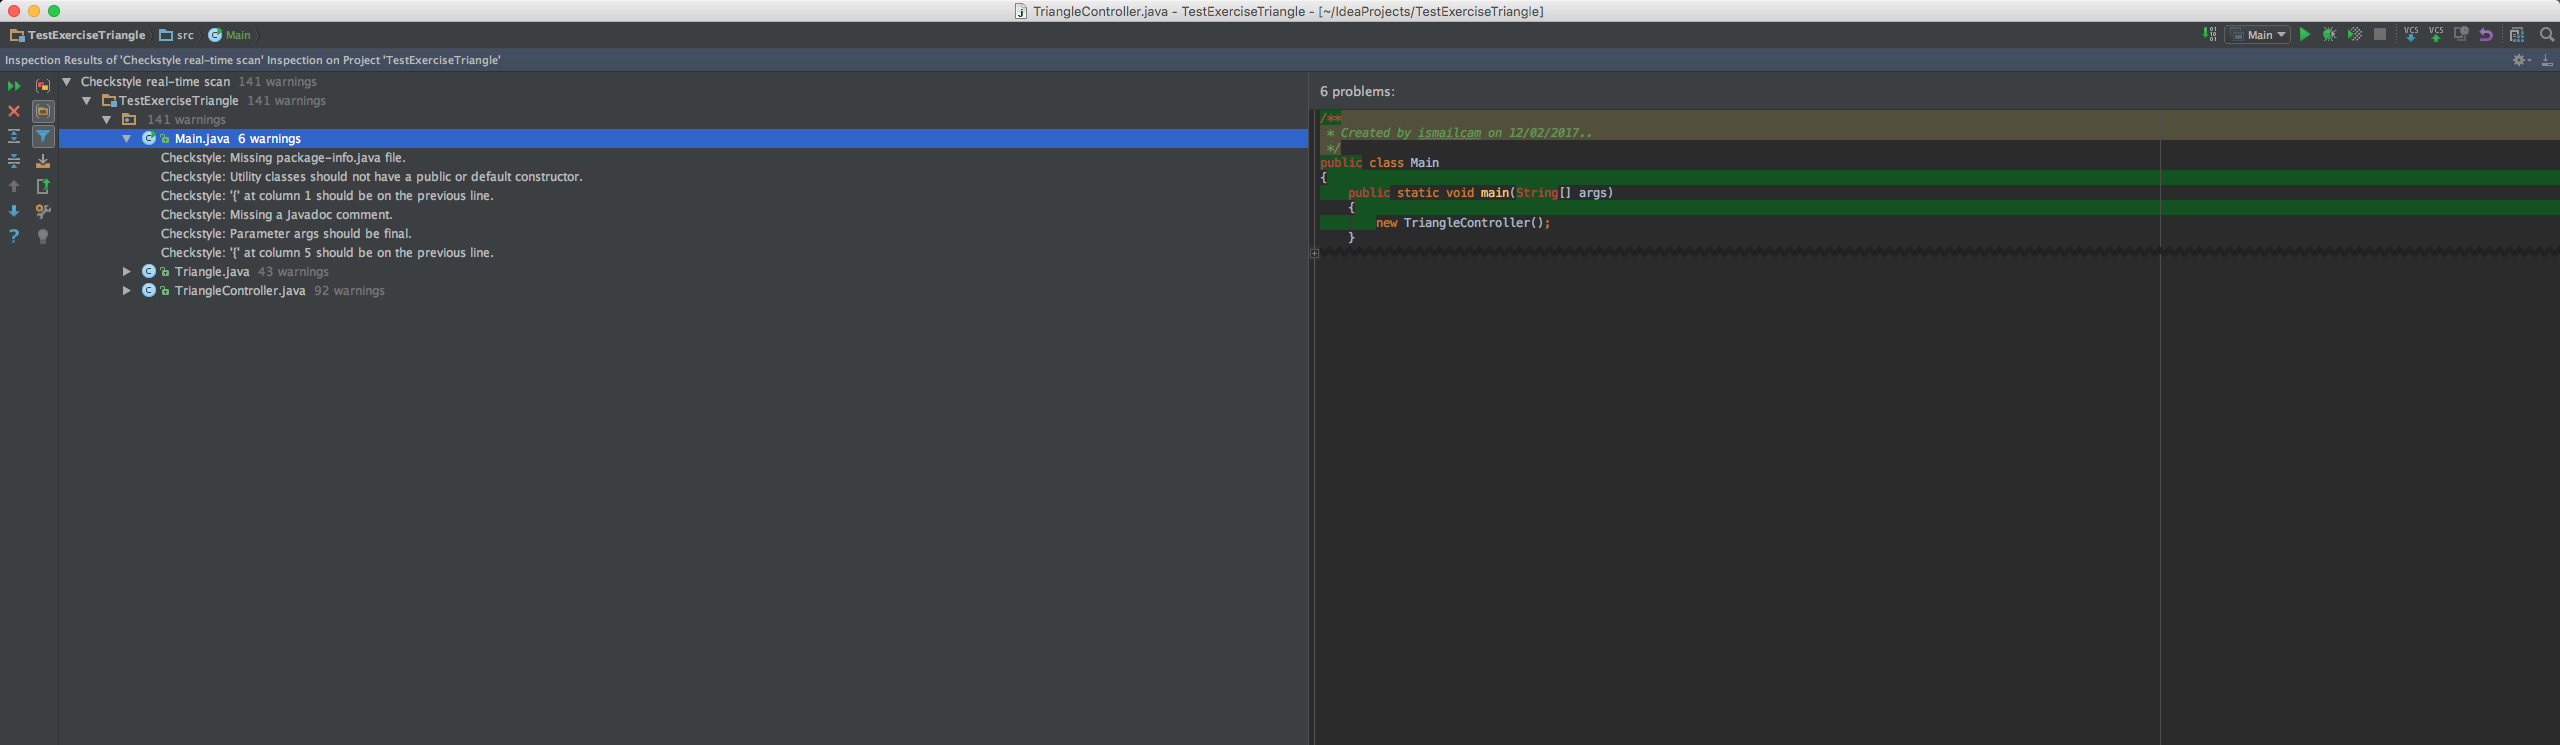 TriangleController.java - TestExerciseTriangle - [~/IdeaProjects/TestExerciseTriangle]
TestExerciseTriangle src Main
Main
VCS VCS
Inspection Results of 'Checkstyle real-time scan' Inspection on Project 'TestExerciseTriangle'
Checkstyle real-time scan 141 warnings
TestExerciseTriangle 141 warnings
141 warnings
Main.java 6 warnings
Checkstyle: Missing package-info.java file.
Checkstyle: Utility classes should not have a public or default constructor.
Checkstyle: '{' at column 1 should be on the previous line.
Checkstyle: Missing a Javadoc comment.
Checkstyle: Parameter args should be final.
Checkstyle: '{' at column 5 should be on the previous line.
Triangle.java 43 warnings
TriangleController.java 92 warnings
6 problems:
/**
* Created by ismailcam on 12/02/2017..
*/
public class Main
{
public static void main(String[] args)
{
new TriangleController();
}